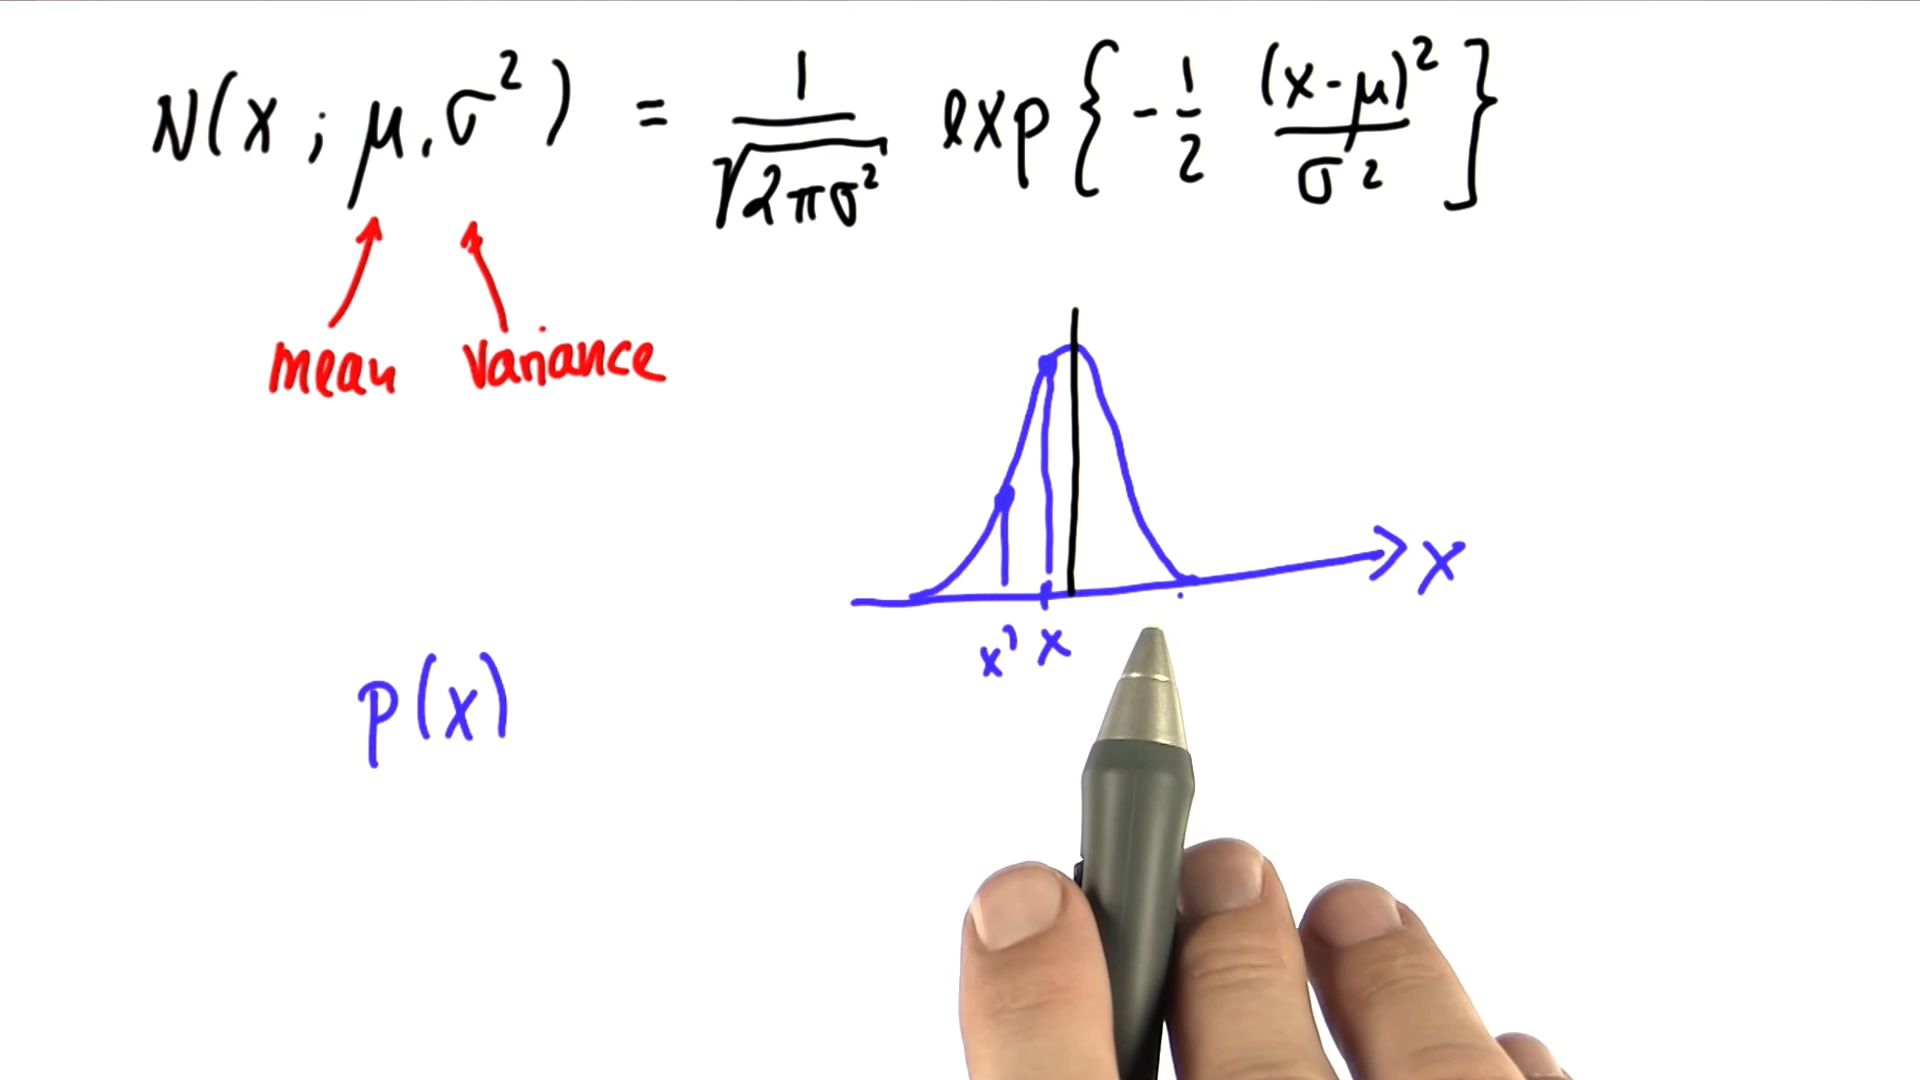 N(x ; μ, σ²) = 1/√2πσ² exp{-1/2 (x-μ)²/σ²}
mean variance
x
x' x
p(x)